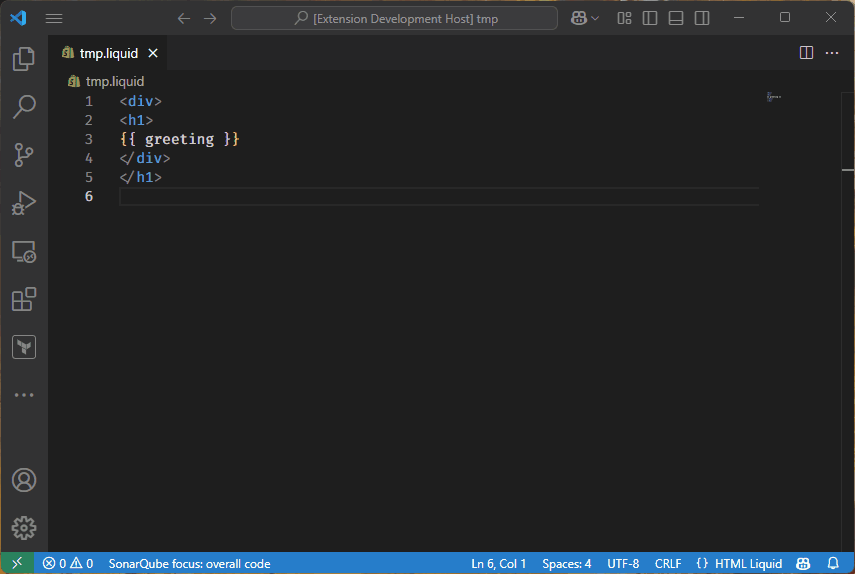 [Extension Development Host] tmp
tmp.liquid
tmp.liquid
1 <div>
2 <h1>
3 {{ greeting }}
4 </div>
5 </h1>
6
0 0 SonarQube focus: overall code Ln 6, Col 1 Spaces: 4 UTF-8 CRLF {} HTML Liquid